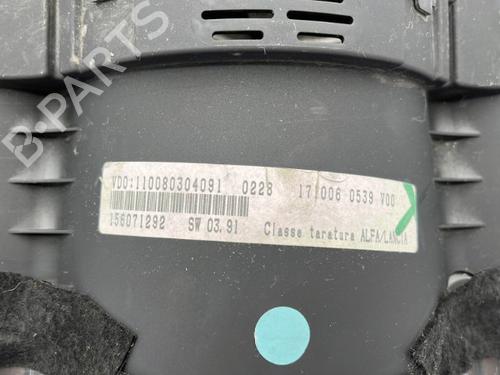 B-PARTS
VDO:110080304091 0228 17.006 0539 V00
156071292 SW 03.91 Classe taratura ALFA/LANCIA